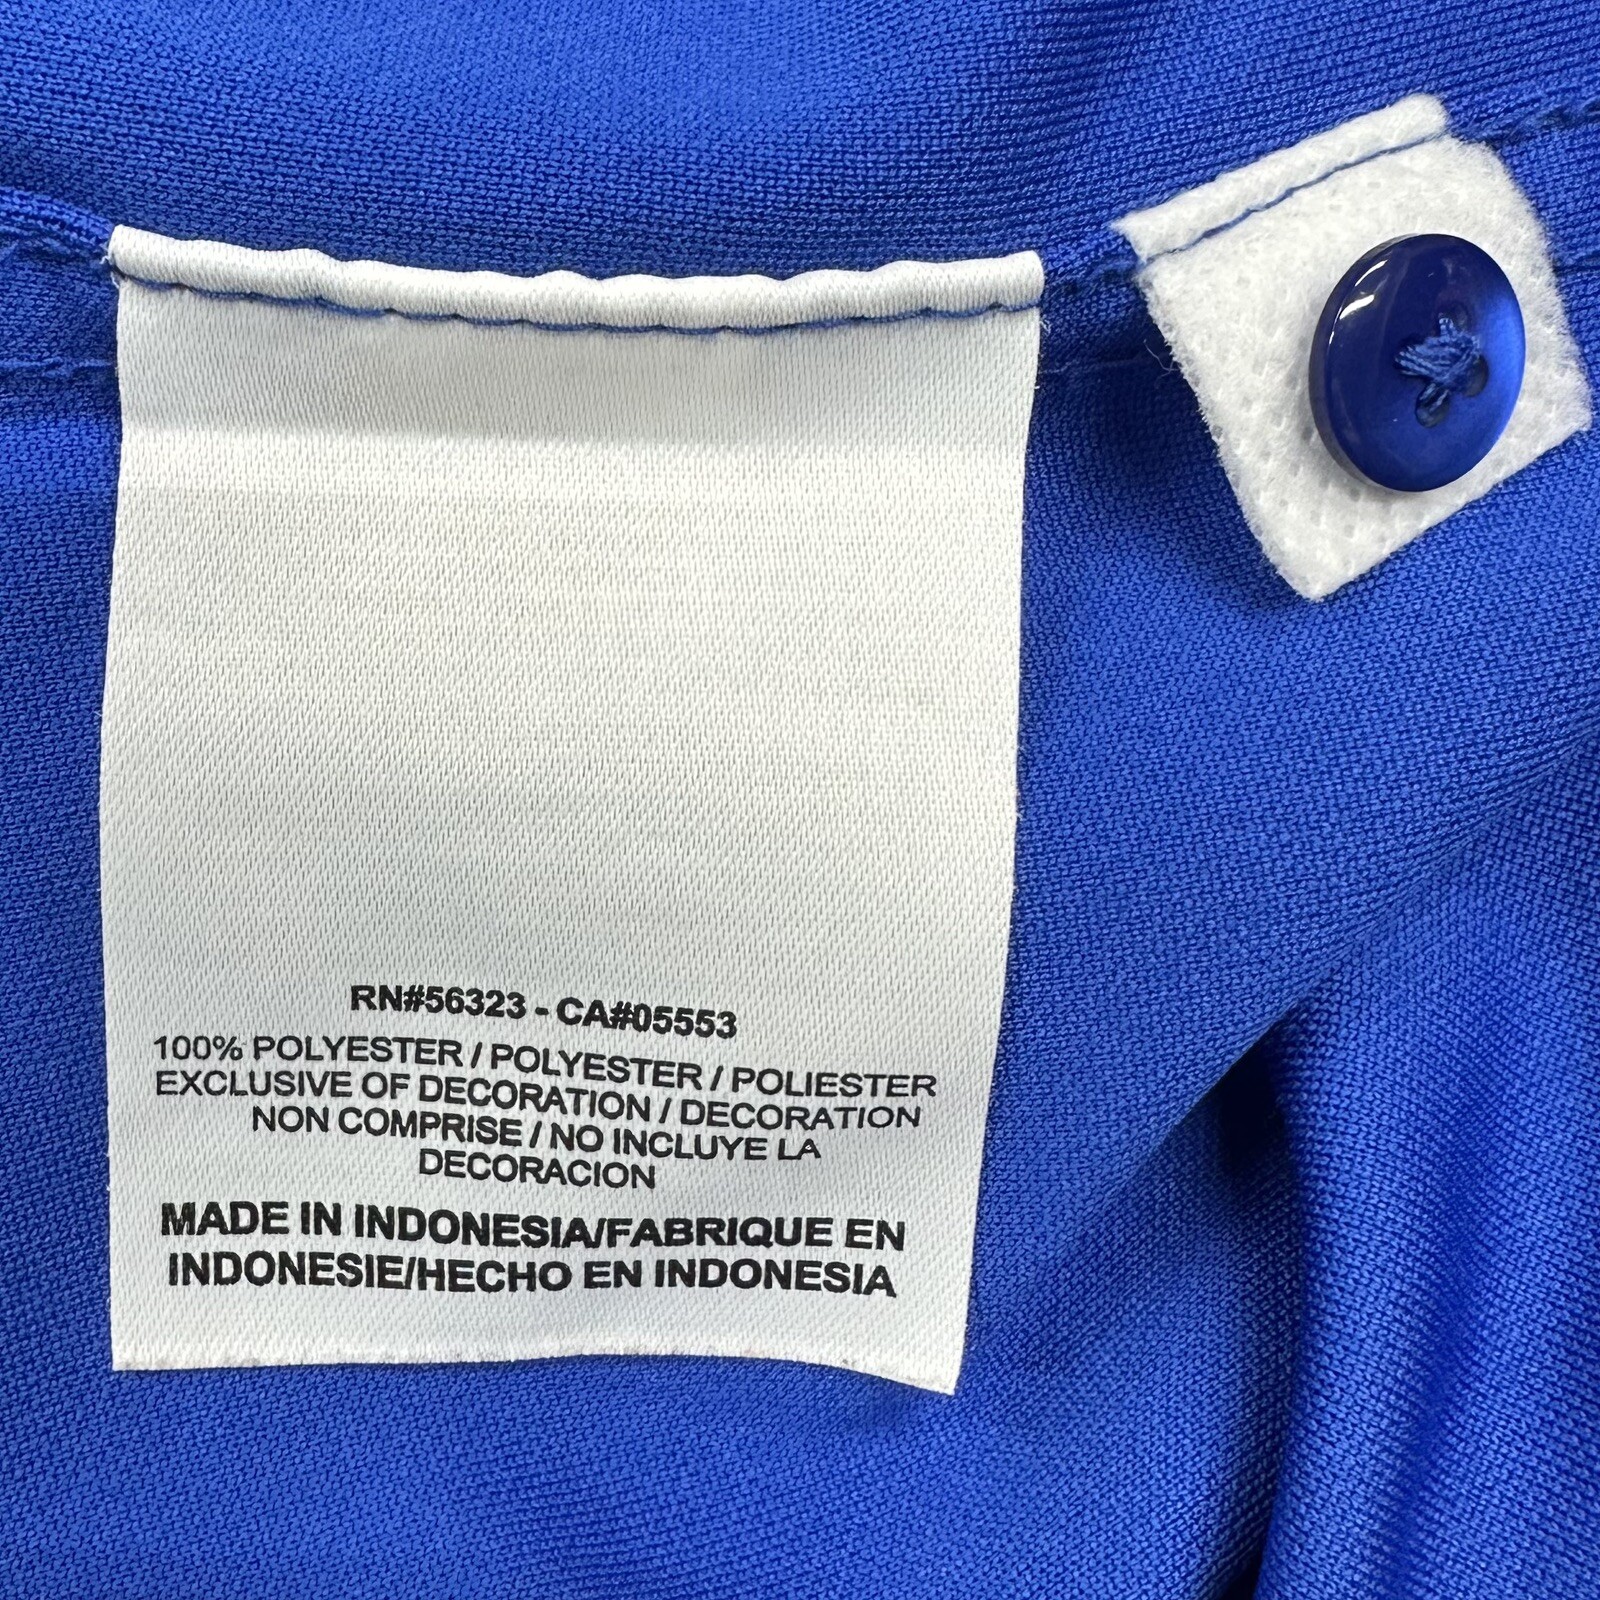 RN#56323 - CA#05553
100% POLYESTER / POLYESTER / POLIESTER
EXCLUSIVE OF DECORATION / DECORATION
NON COMPRISE / NO INCLUYE LA
DECORACION
MADE IN INDONESIA/FABRIQUE EN
INDONESIE/HECHO EN INDONESIA